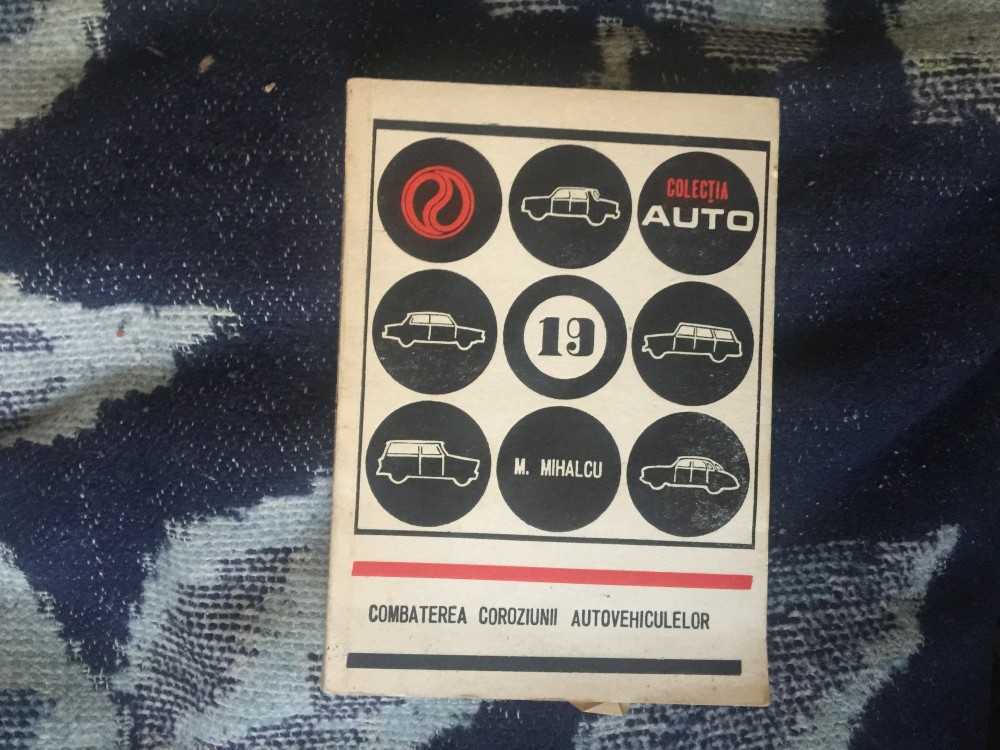 COLECȚIA
AUTO
19
M. MIHALCU
COMBATEREA COROZIUNII AUTOVEHICULELOR